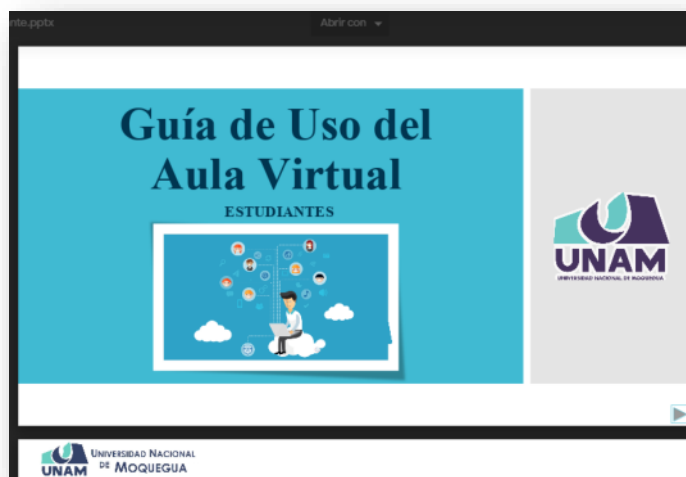 nte.pptx
Abrir con
Guía de Uso del
Aula Virtual
ESTUDIANTES
UNAM
UNIVERSIDAD NACIONAL DE MOQUEGUA
UNAM
UNIVERSIDAD NACIONAL
DE MOQUEGUA